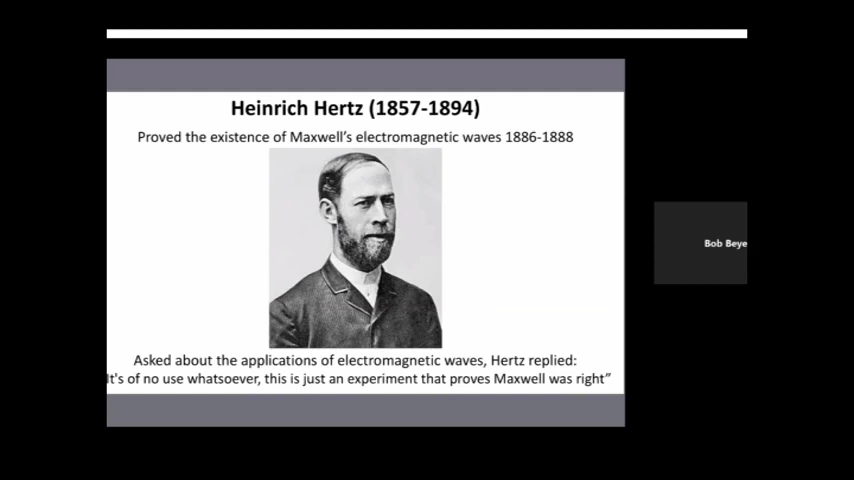 Heinrich Hertz (1857-1894)
Proved the existence of Maxwell's electromagnetic waves 1886-1888
Bob Beye
Asked about the applications of electromagnetic waves, Hertz replied:
It's of no use whatsoever, this is just an experiment that proves Maxwell was right”